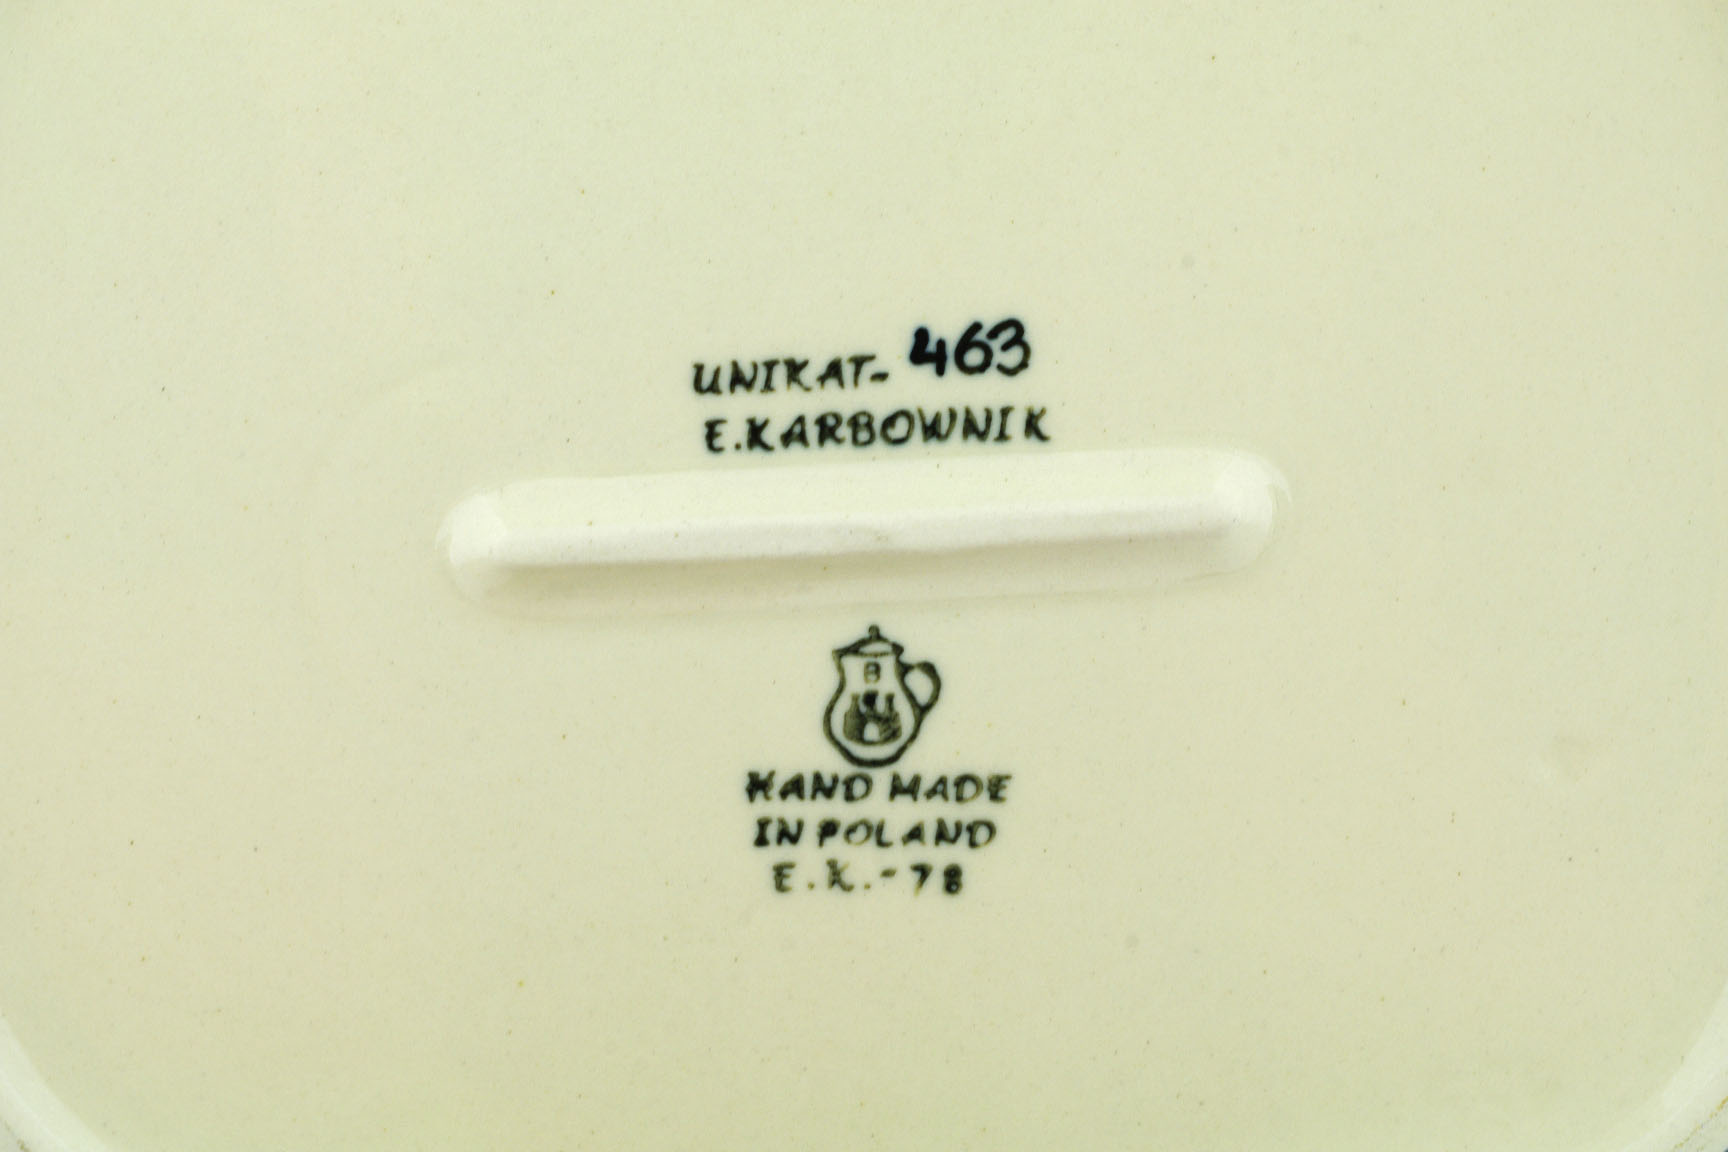 UNIKAT- 463
E.KARBOWNIK
B
HAND MADE
IN POLAND
E.K.-78